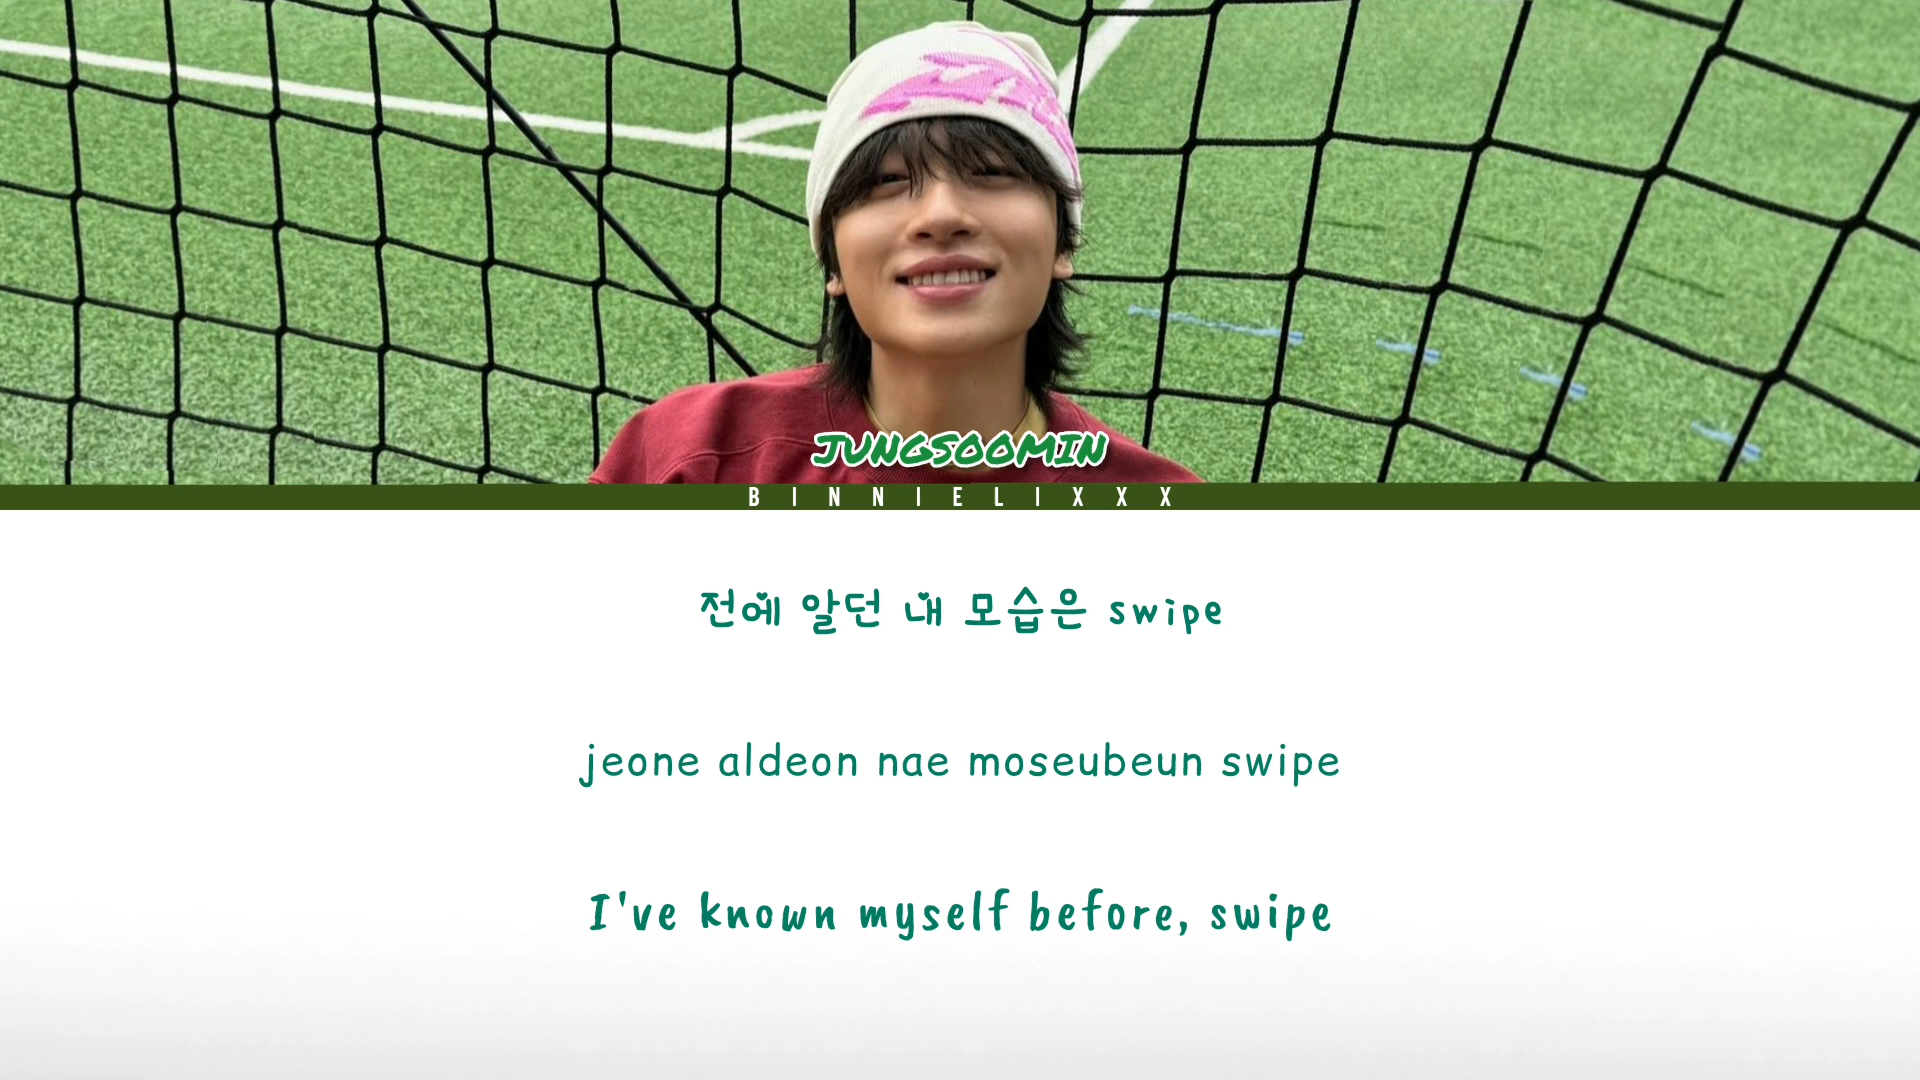 JUNGSOOMIN
BINNIELIXXX
전에 알던 내 모습은 swipe
jeone aldeon nae moseubeun swipe
I've known myself before, swipe